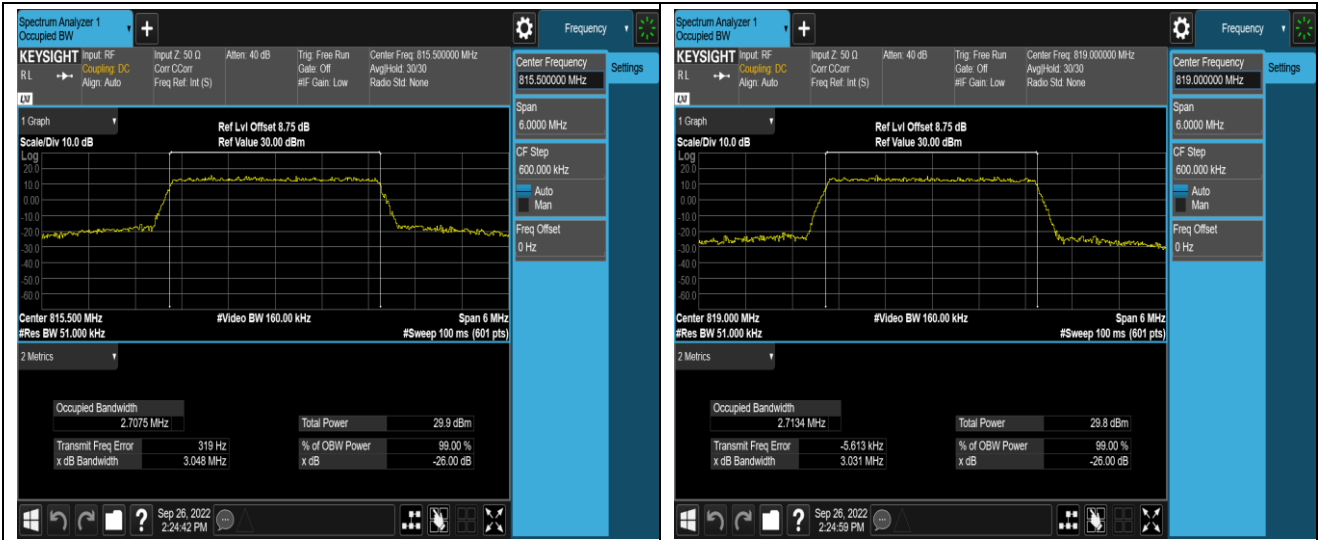 Spectrum Analyzer 1
Occupied BW
Frequency
KEYSIGHT
RL
Input: RF
Coupling: DC
Align: Auto
Input Z: 50 Ω
Corr CCorr
Freq Ref: Int (S)
Atten: 40 dB
Trig: Free Run
Gate: Off
#IF Gain: Low
Center Freq: 815.500000 MHz
Avg|Hold: 30/30
Radio Std: None
LXI
Center Frequency
815.500000 MHz
Settings
Span
6.0000 MHz
CF Step
600.000 kHz
Auto
Man
Freq Offset
0 Hz
1 Graph
Scale/Div 10.0 dB
Ref Lvl Offset 8.75 dB
Ref Value 30.00 dBm
Log
20.0
10.0
0.00
-10.0
-20.0
-30.0
-40.0
-50.0
-60.0
Center 815.500 MHz
#Video BW 160.00 kHz
Span 6 MHz
#Res BW 51.000 kHz
#Sweep 100 ms (601 pts)
2 Metrics
Occupied Bandwidth
2.7075 MHz
Total Power 29.9 dBm
Transmit Freq Error 319 Hz
% of OBW Power 99.00 %
x dB Bandwidth 3.048 MHz
x dB -26.00 dB
?
Sep 26, 2022
2:24:42 PM
Spectrum Analyzer 1
Occupied BW
Frequency
KEYSIGHT
RL
Input: RF
Coupling: DC
Align: Auto
Input Z: 50 Ω
Corr CCorr
Freq Ref: Int (S)
Atten: 40 dB
Trig: Free Run
Gate: Off
#IF Gain: Low
Center Freq: 819.000000 MHz
Avg|Hold: 30/30
Radio Std: None
LXI
Center Frequency
819.000000 MHz
Settings
Span
6.0000 MHz
CF Step
600.000 kHz
Auto
Man
Freq Offset
0 Hz
1 Graph
Scale/Div 10.0 dB
Ref Lvl Offset 8.75 dB
Ref Value 30.00 dBm
Log
20.0
10.0
0.00
-10.0
-20.0
-30.0
-40.0
-50.0
-60.0
Center 819.000 MHz
#Video BW 160.00 kHz
Span 6 MHz
#Res BW 51.000 kHz
#Sweep 100 ms (601 pts)
2 Metrics
Occupied Bandwidth
2.7134 MHz
Total Power 29.8 dBm
Transmit Freq Error -5.613 kHz
% of OBW Power 99.00 %
x dB Bandwidth 3.031 MHz
x dB -26.00 dB
?
Sep 26, 2022
2:24:59 PM